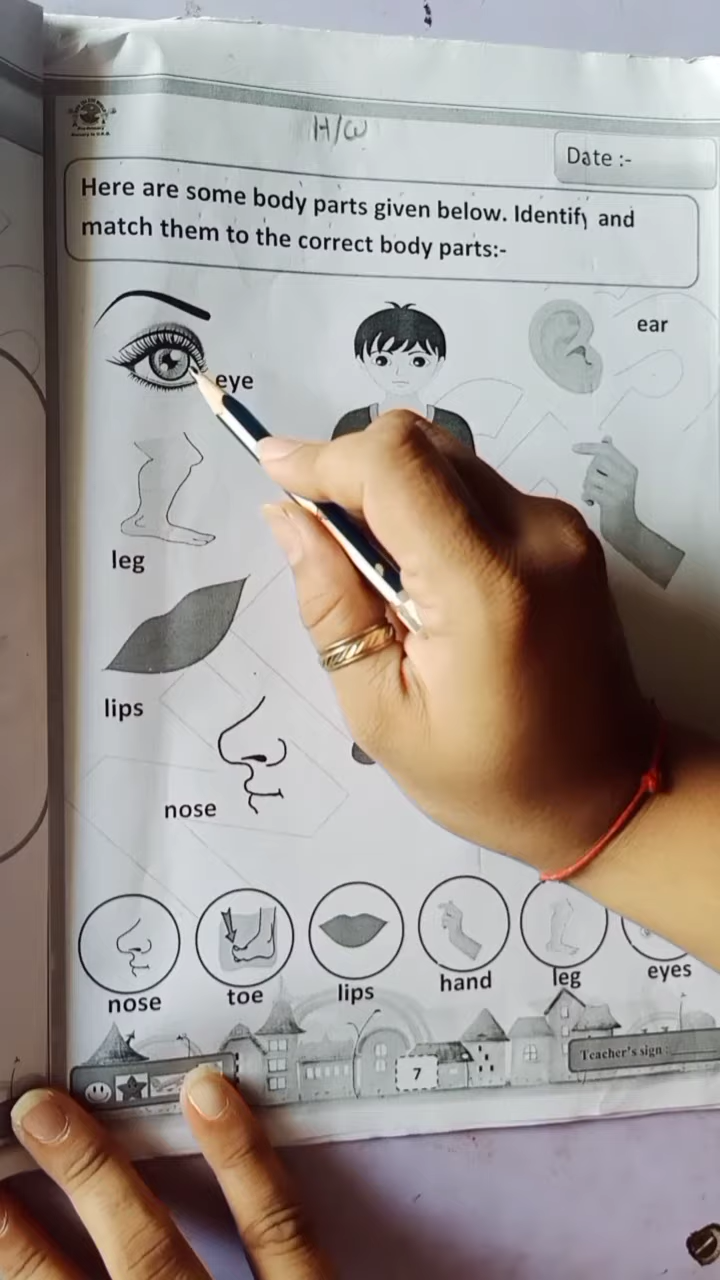 H/W
Date :-
Here are some body parts given below. Identify and
match them to the correct body parts:-
ear
eye
leg
lips
nose
nose
toe
lips
hand
leg
eyes
7
Teacher's sign :